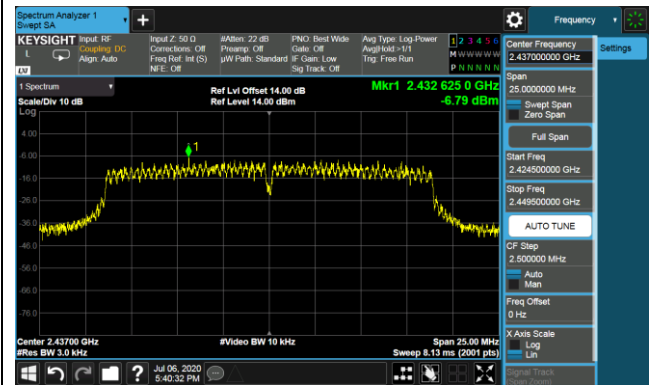 Spectrum Analyzer 1
Swept SA
Frequency
KEYSIGHT Input: RF Input Z: 50 Ω #Atten: 22 dB PNO: Best Wide Avg Type: Log-Power 1 2 3 4 5 6
L Coupling: DC Corrections: Off Preamp: Off Gate: Off Avg|Hold:>1/1 M W W W W W
Align: Auto Freq Ref: Int (S) µW Path: Standard IF Gain: Low Trig: Free Run
NFE: Off Sig Track: Off P N N N N N
LXI
Center Frequency
2.437000000 GHz
Settings
Span
25.0000000 MHz
Swept Span
Zero Span
Full Span
Start Freq
2.424500000 GHz
Stop Freq
2.449500000 GHz
AUTO TUNE
CF Step
2.500000 MHz
Auto
Man
Freq Offset
0 Hz
X Axis Scale
Log
Lin
Signal Track
(Span Zoom)
1 Spectrum
Ref Lvl Offset 14.00 dB Mkr1 2.432 625 0 GHz
Scale/Div 10 dB Ref Level 14.00 dBm -6.79 dBm
Log
1
4.00
-6.00
-16.0
-26.0
-36.0
-46.0
-56.0
-66.0
-76.0
Center 2.43700 GHz #Video BW 10 kHz Span 25.00 MHz
#Res BW 3.0 kHz Sweep 8.13 ms (2001 pts)
Jul 06, 2020
5:40:32 PM